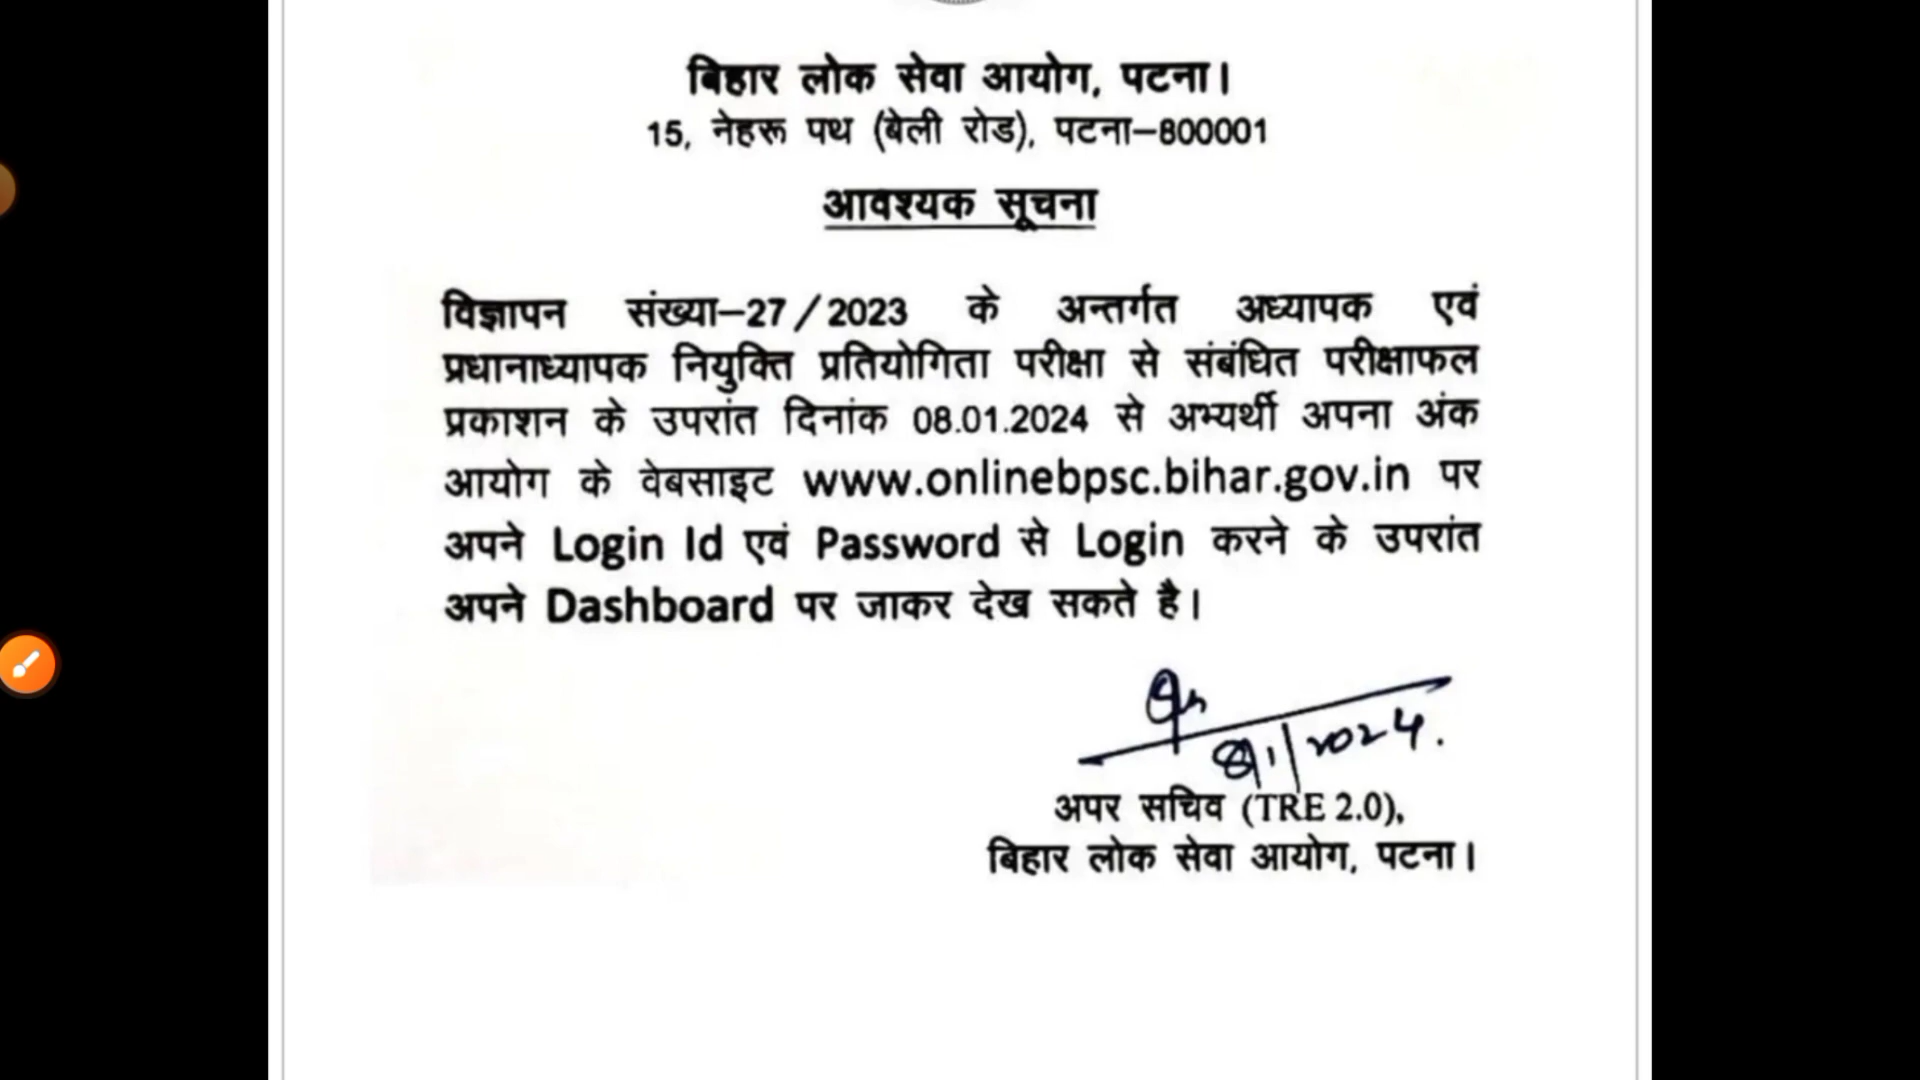 बिहार लोक सेवा आयोग, पटना।
15, नेहरू पथ (बेली रोड), पटना–800001
आवश्यक सूचना
विज्ञापन संख्या–27/2023 के अन्तर्गत अध्यापक एवं
प्रधानाध्यापक नियुक्ति प्रतियोगिता परीक्षा से संबंधित परीक्षाफल
प्रकाशन के उपरांत दिनांक 08.01.2024 से अभ्यर्थी अपना अंक
आयोग के वेबसाइट www.onlinebpsc.bihar.gov.in पर
अपने Login Id एवं Password से Login करने के उपरांत
अपने Dashboard पर जाकर देख सकते है।
8/1/2024.
अपर सचिव (TRE 2.0),
बिहार लोक सेवा आयोग, पटना।